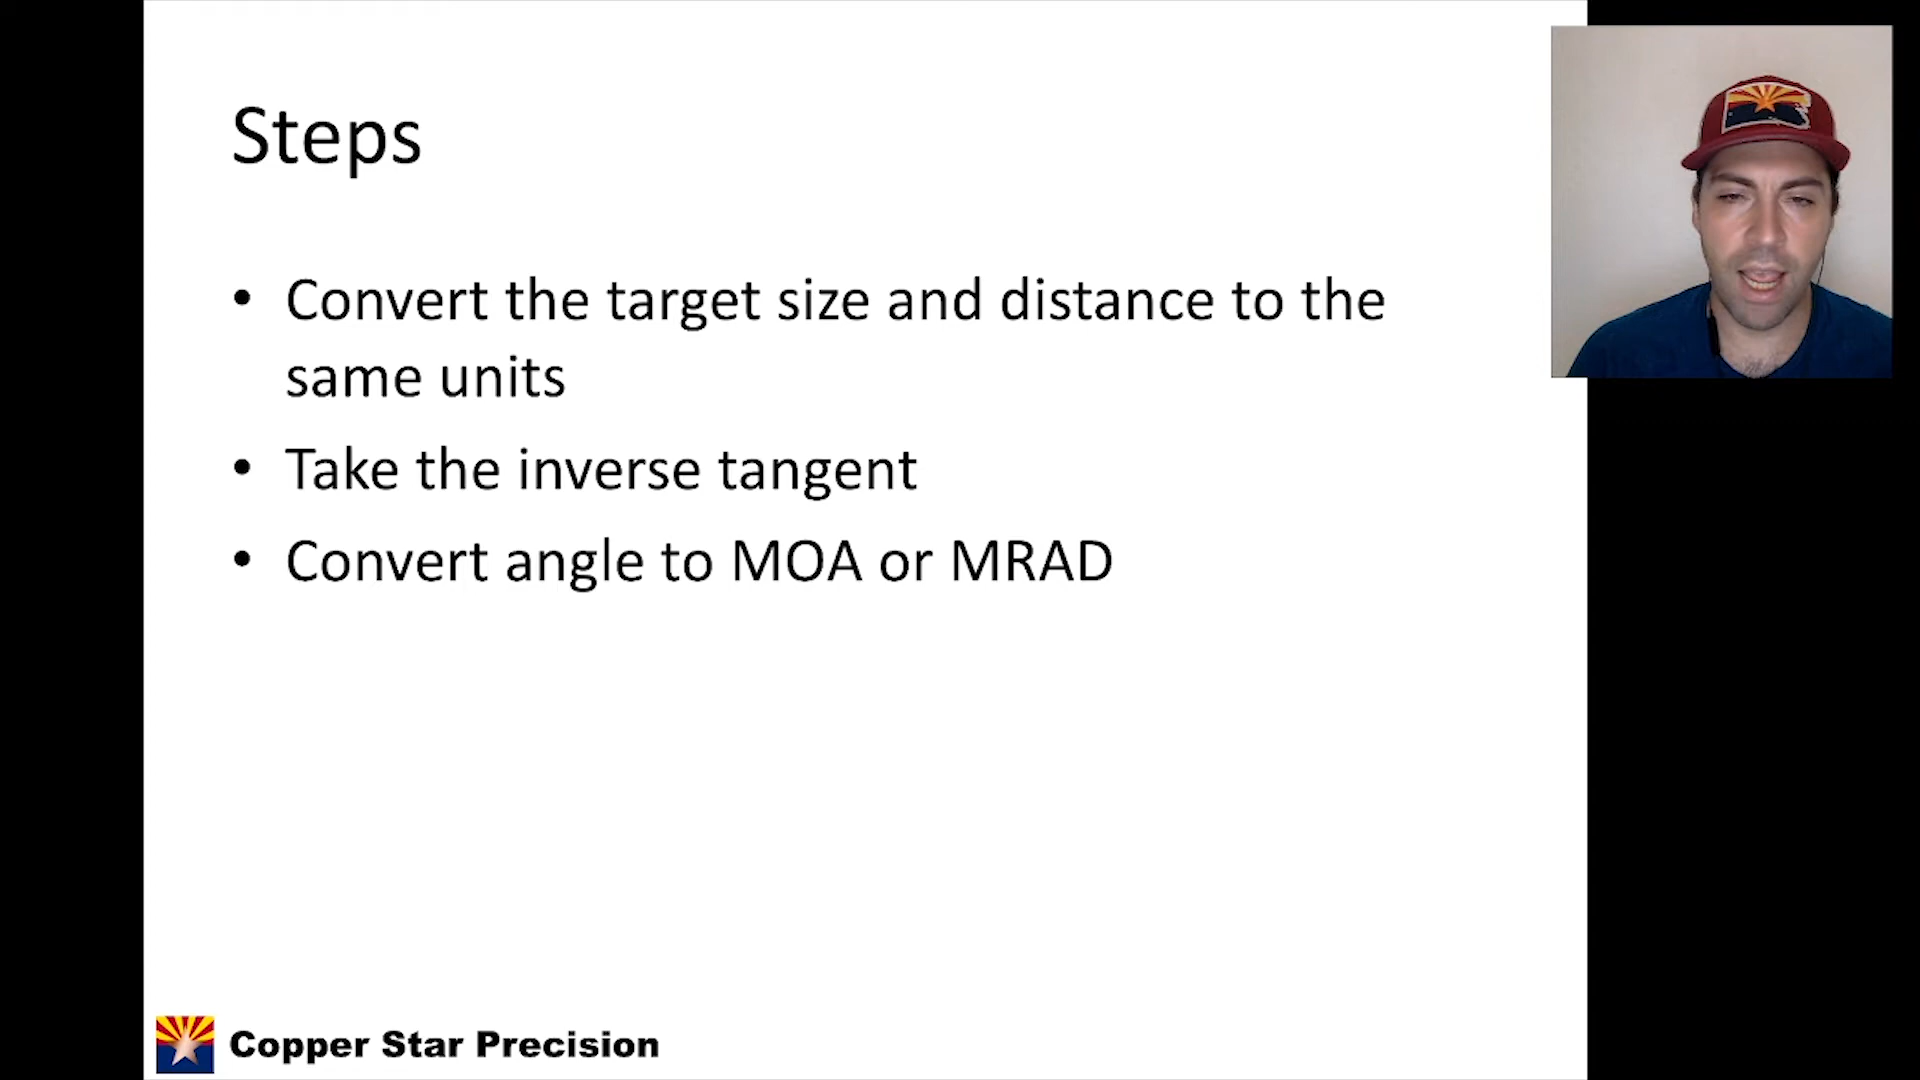 Steps
• Convert the target size and distance to the
same units
• Take the inverse tangent
• Convert angle to MOA or MRAD
Copper Star Precision